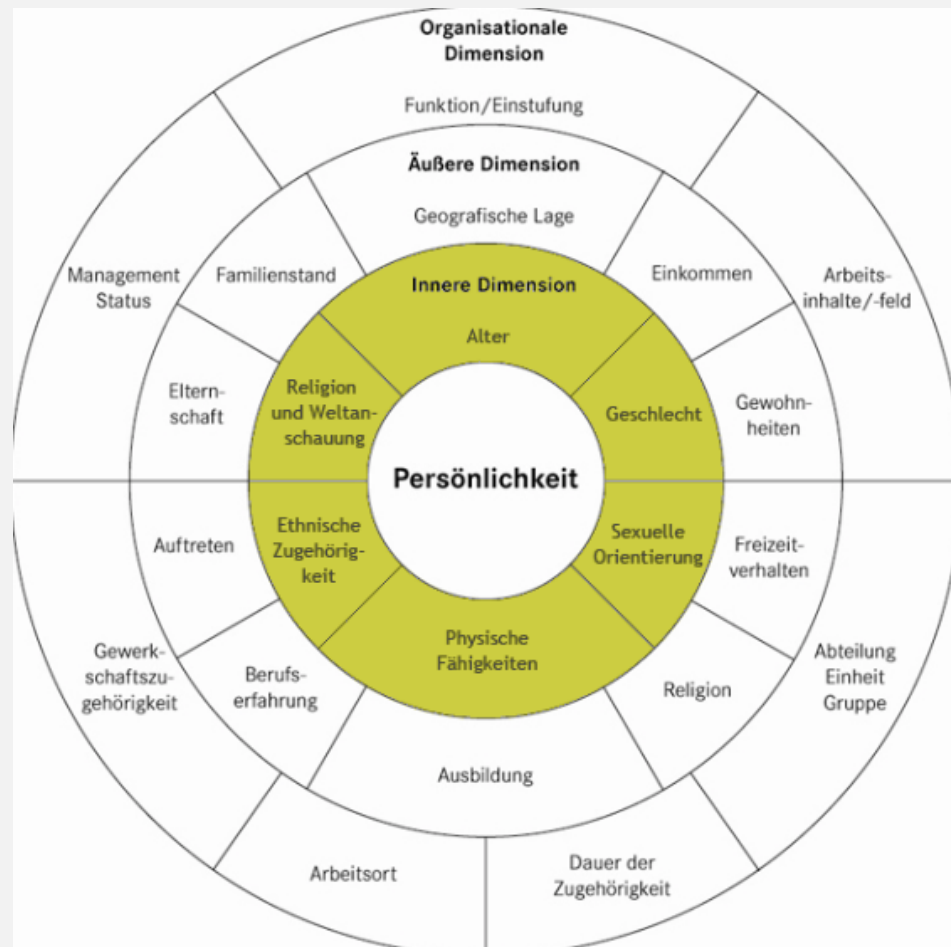 Organisationale
Dimension
Funktion/Einstufung
Äußere Dimension
Geografische Lage
Management
Status
Familienstand
Innere Dimension
Einkommen
Arbeits-
inhalte/-feld
Alter
Eltern-
schaft
Religion
und Weltan-
schauung
Geschlecht
Gewohn-
heiten
Persönlichkeit
Auftreten
Ethnische
Zugehörig-
keit
Sexuelle
Orientierung
Freizeit-
verhalten
Physische
Fähigkeiten
Gewerk-
schaftszu-
gehörigkeit
Berufs-
erfahrung
Religion
Abteilung
Einheit
Gruppe
Ausbildung
Arbeitsort
Dauer der
Zugehörigkeit